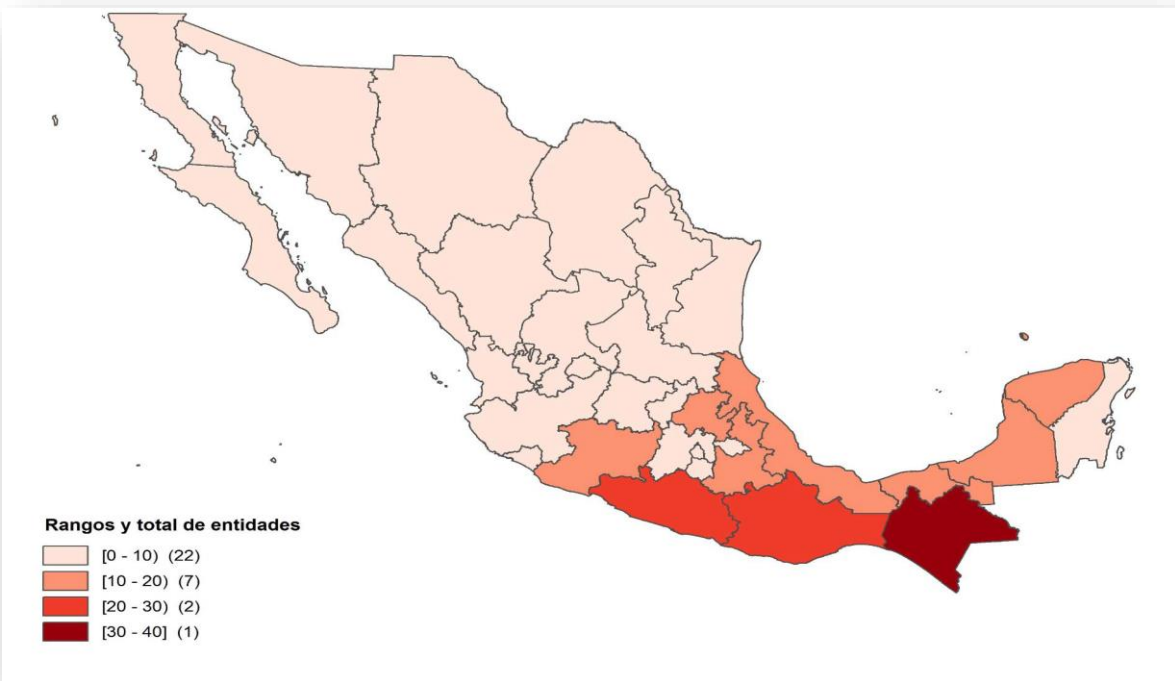 Rangos y total de entidades
[0 - 10) (22)
[10 - 20) (7)
[20 - 30) (2)
[30 - 40] (1)